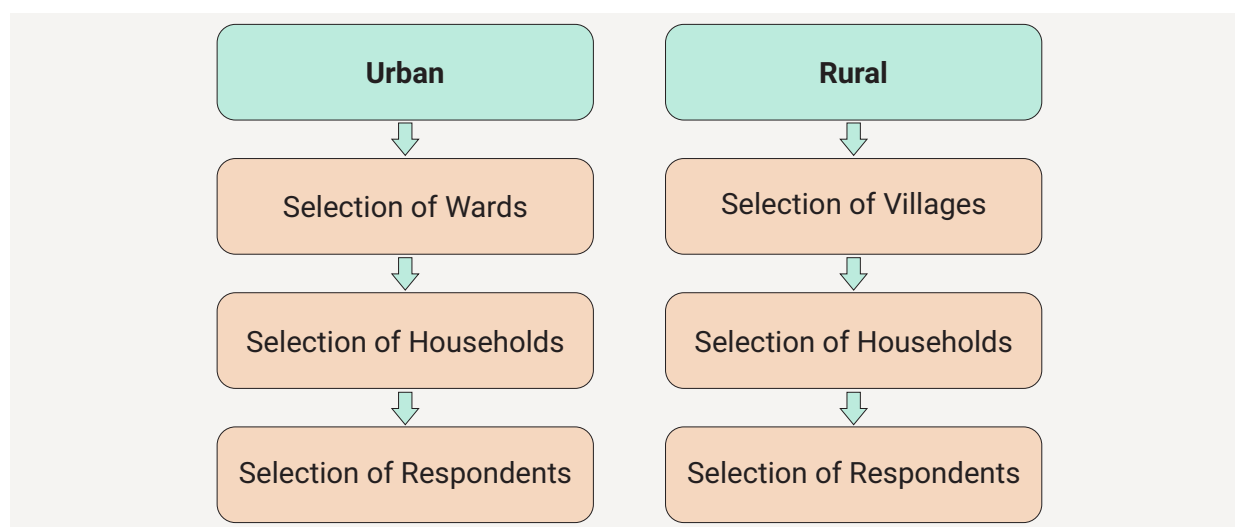 Urban
Selection of Wards
Selection of Households
Selection of Respondents
Rural
Selection of Villages
Selection of Households
Selection of Respondents